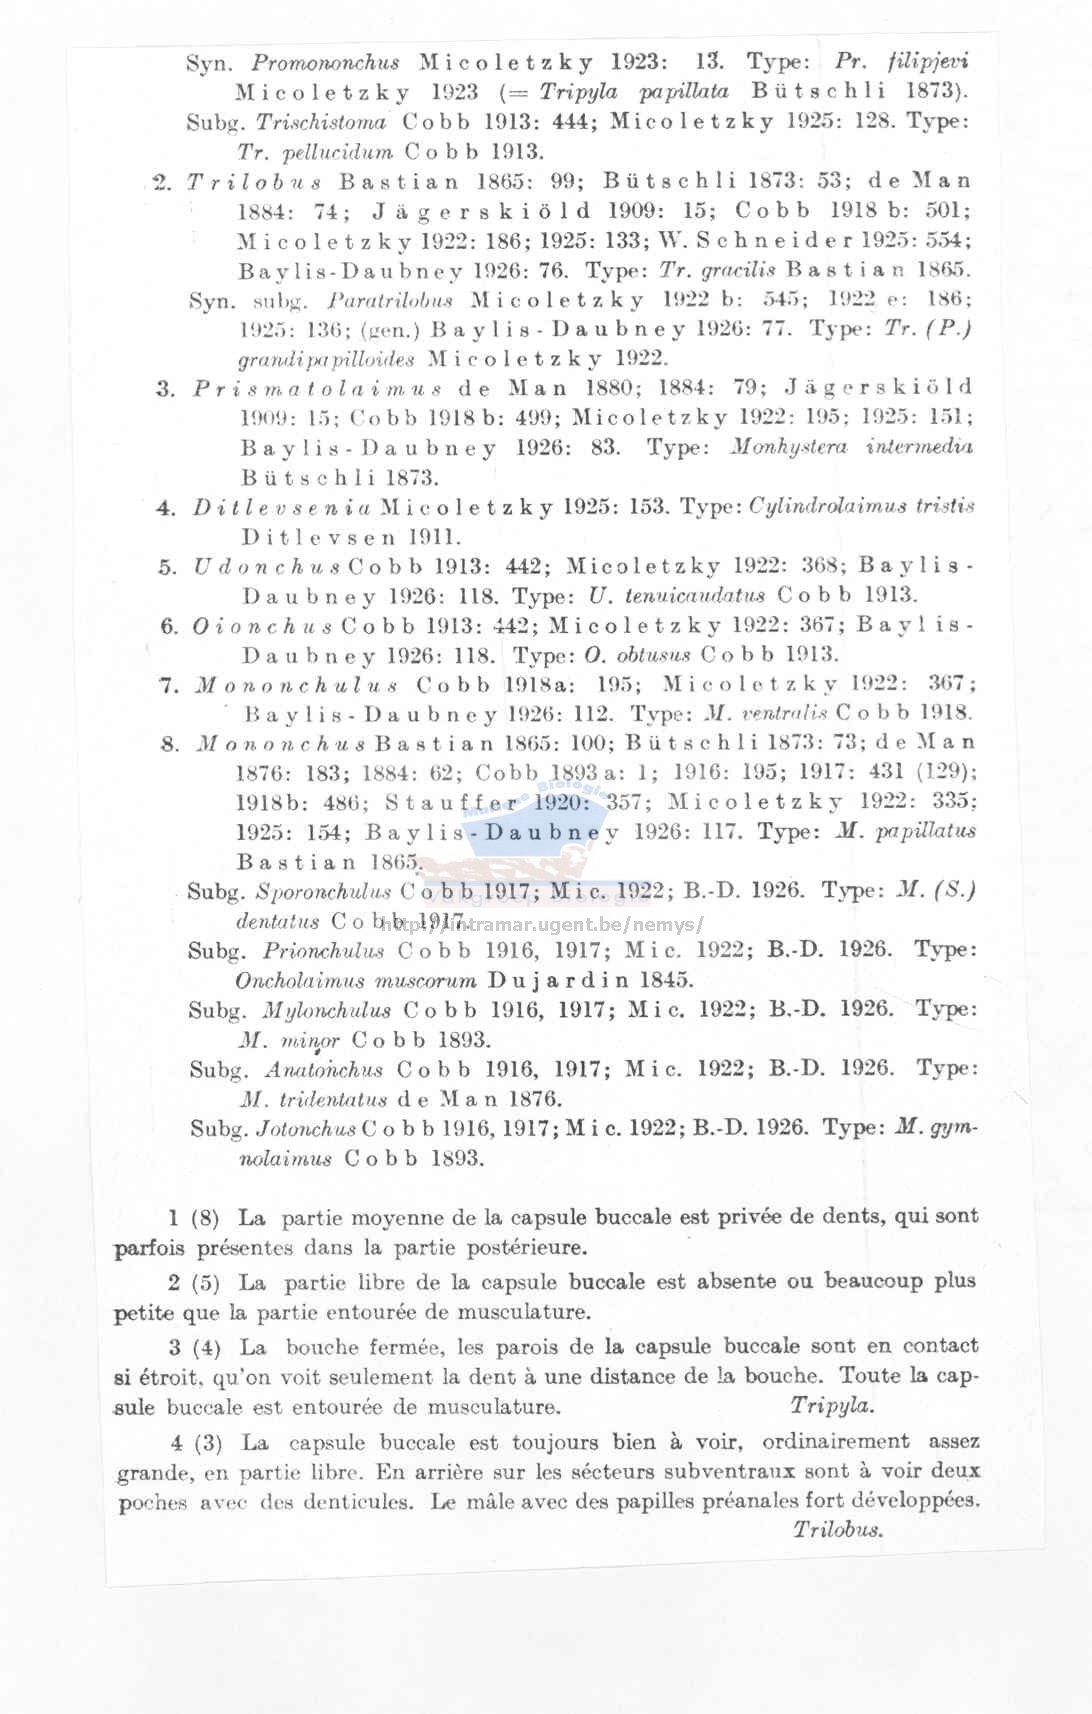 Syn. Promononchus Micoletzky 1923: 13. Type: Pr. filipjevi
Micoletzky 1923 (= Tripyla papillata Bütschli 1873).
Subg. Trischistoma Cobb 1913: 444; Micoletzky 1925: 128. Type:
Tr. pellucidum Cobb 1913.
2. Trilobus Bastian 1865: 99; Bütschli 1873: 53; de Man
1884: 74; Jägerskiöld 1909: 15; Cobb 1918 b: 501;
Micoletzky 1922: 186; 1925: 133; W. Schneider 1925: 554;
Baylis-Daubney 1926: 76. Type: Tr. gracilis Bastian 1865.
Syn. subg. Paratrilobus Micoletzky 1922 b: 545; 1922 e: 186;
1925: 136; (gen.) Baylis-Daubney 1926: 77. Type: Tr. (P.)
grandipapilloides Micoletzky 1922.
3. Prismatolaimus de Man 1880; 1884: 79; Jägerskiöld
1909: 15; Cobb 1918 b: 499; Micoletzky 1922: 195; 1925: 151;
Baylis-Daubney 1926: 83. Type: Monhystera intermedia
Bütschli 1873.
4. Ditlevsenia Micoletzky 1925: 153. Type: Cylindrolaimus tristis
Ditlevsen 1911.
5. Udonchus Cobb 1913: 442; Micoletzky 1922: 368; Baylis-
Daubney 1926: 118. Type: U. tenuicaudatus Cobb 1913.
6. Oionchus Cobb 1913: 442; Micoletzky 1922: 367; Baylis-
Daubney 1926: 118. Type: O. obtusus Cobb 1913.
7. Mononchulus Cobb 1918a: 195; Micoletzky 1922: 367;
Baylis-Daubney 1926: 112. Type: M. ventralis Cobb 1918.
8. Mononchus Bastian 1865: 100; Bütschli 1873: 73; de Man
1876: 183; 1884: 62; Cobb 1893 a: 1; 1916: 195; 1917: 431 (129);
1918b: 486; Stauffer 1920: 357; Micoletzky 1922: 335;
1925: 154; Baylis-Daubney 1926: 117. Type: M. papillatus
Bastian 1865.
Subg. Sporonchulus Cobb 1917; Mic. 1922; B.-D. 1926. Type: M. (S.)
dentatus Cobb 1917.
http://intramar.ugent.be/nemys/
Subg. Prionchulus Cobb 1916, 1917; Mic. 1922; B.-D. 1926. Type:
Oncholaimus muscorum Dujardin 1845.
Subg. Mylonchulus Cobb 1916, 1917; Mic. 1922; B.-D. 1926. Type:
M. minor Cobb 1893.
Subg. Anatonchus Cobb 1916, 1917; Mic. 1922; B.-D. 1926. Type:
M. tridentatus de Man 1876.
Subg. Jotonchus Cobb 1916, 1917; Mic. 1922; B.-D. 1926. Type: M. gym-
nolaimus Cobb 1893.
1 (8) La partie moyenne de la capsule buccale est privée de dents, qui sont
parfois présentes dans la partie postérieure.
2 (5) La partie libre de la capsule buccale est absente ou beaucoup plus
petite que la partie entourée de musculature.
3 (4) La bouche fermée, les parois de la capsule buccale sont en contact
si étroit, qu'on voit seulement la dent à une distance de la bouche. Toute la cap-
sule buccale est entourée de musculature. Tripyla.
4 (3) La capsule buccale est toujours bien à voir, ordinairement assez
grande, en partie libre. En arrière sur les sécteurs subventraux sont à voir deux
poches avec des denticules. Le mâle avec des papilles préanales fort développées.
Trilobus.